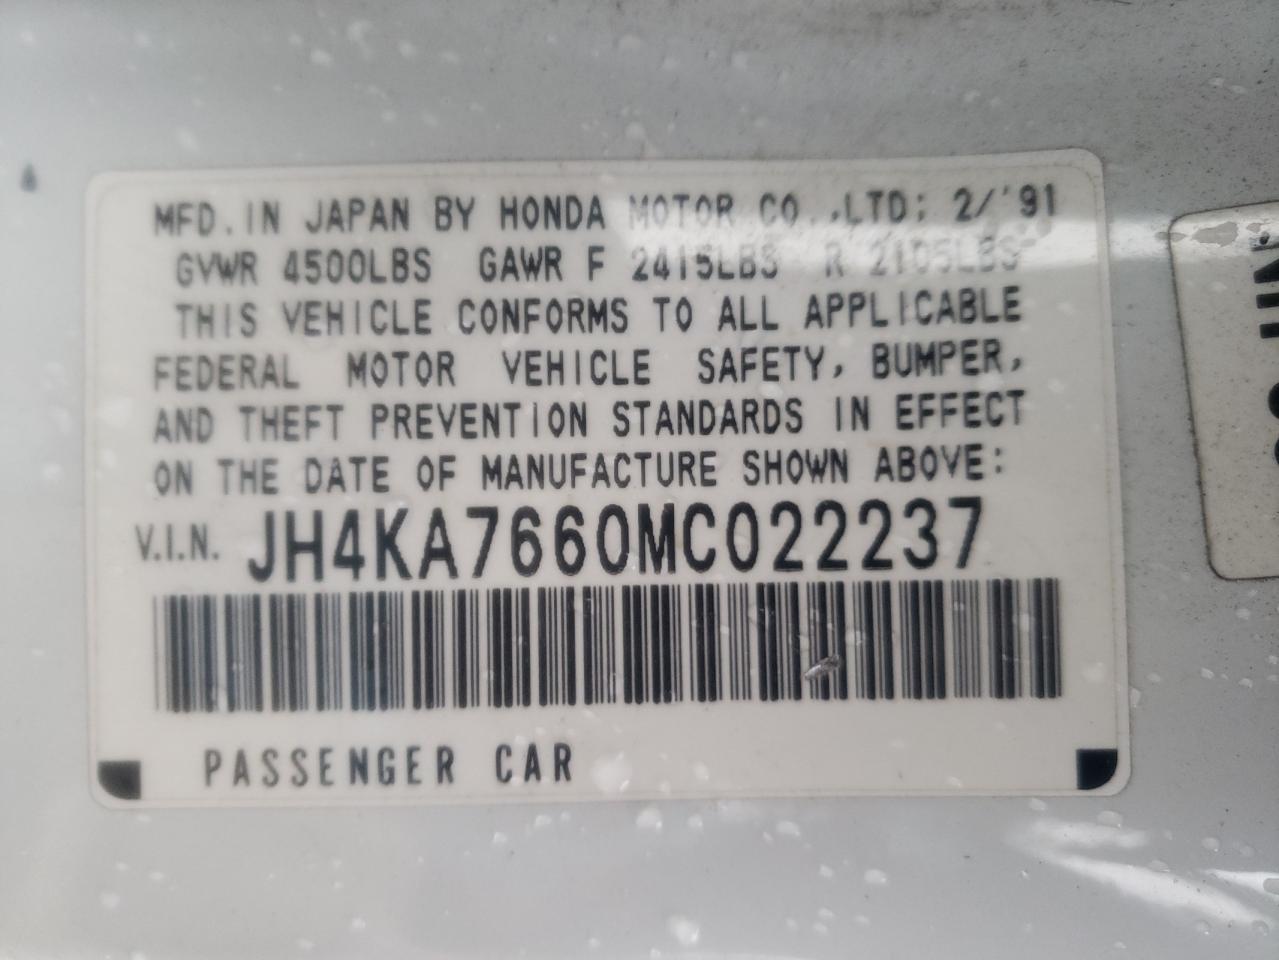 MFD. IN JAPAN BY HONDA MOTOR CO., LTD; 2/'91
GVWR 4500LBS GAWR F 2415LBS R 2105LBS
THIS VEHICLE CONFORMS TO ALL APPLICABLE
FEDERAL MOTOR VEHICLE SAFETY, BUMPER,
AND THEFT PREVENTION STANDARDS IN EFFECT
ON THE DATE OF MANUFACTURE SHOWN ABOVE:
V.I.N. JH4KA7660MC022237
PASSENGER CAR